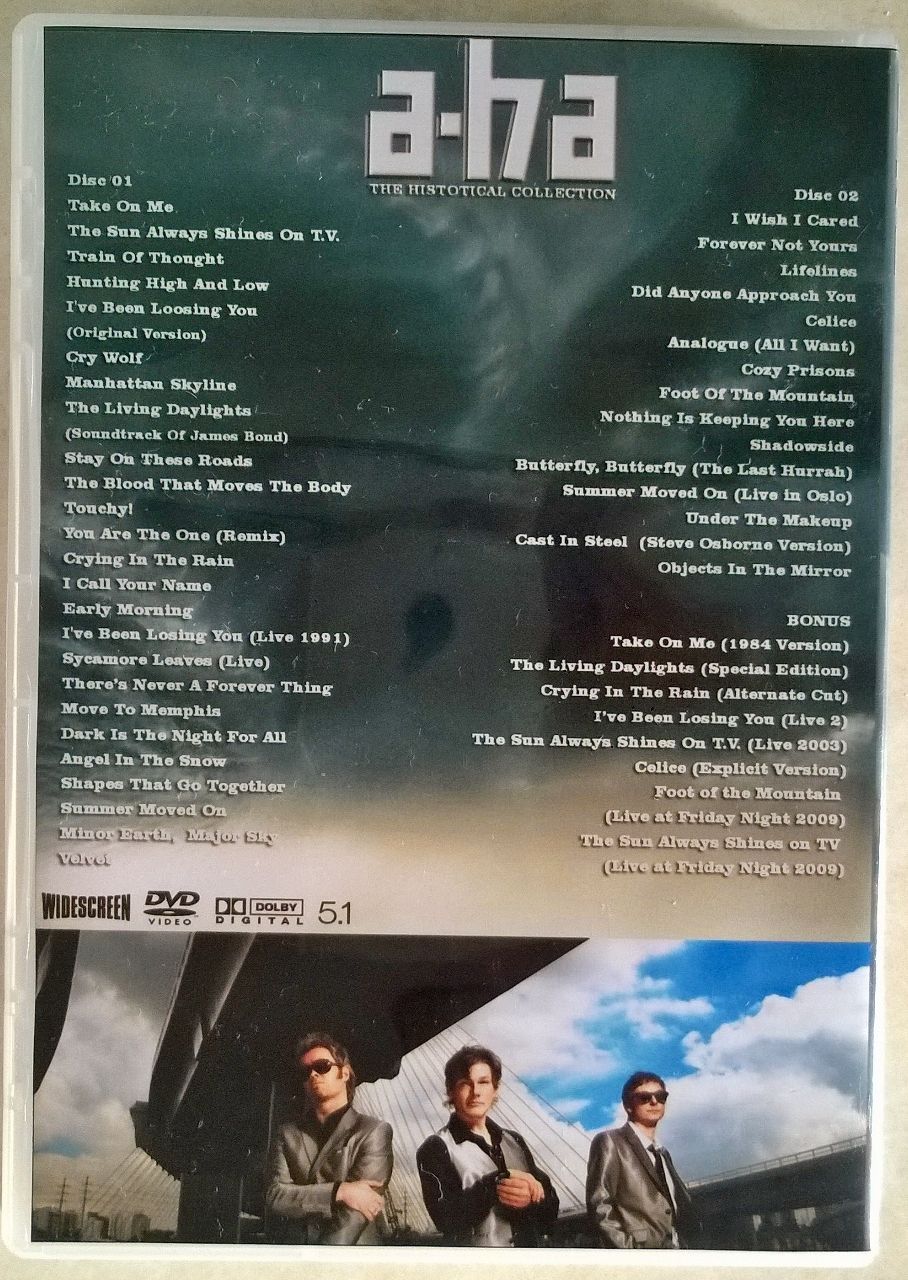 a-ha
THE HISTOTICAL COLLECTION
Disc 01
Take On Me
The Sun Always Shines On T.V.
Train Of Thought
Hunting High And Low
I've Been Loosing You
(Original Version)
Cry Wolf
Manhattan Skyline
The Living Daylights
(Soundtrack Of James Bond)
Stay On These Roads
The Blood That Moves The Body
Touchy!
You Are The One (Remix)
Crying In The Rain
I Call Your Name
Early Morning
I've Been Losing You (Live 1991)
Sycamore Leaves (Live)
There's Never A Forever Thing
Move To Memphis
Dark Is The Night For All
Angel In The Snow
Shapes That Go Together
Summer Moved On
Minor Earth, Major Sky
Velvet
Disc 02
I Wish I Cared
Forever Not Yours
Lifelines
Did Anyone Approach You
Celice
Analogue (All I Want)
Cozy Prisons
Foot Of The Mountain
Nothing Is Keeping You Here
Shadowside
Butterfly, Butterfly (The Last Hurrah)
Summer Moved On (Live in Oslo)
Under The Makeup
Cast In Steel (Steve Osborne Version)
Objects In The Mirror
BONUS
Take On Me (1984 Version)
The Living Daylights (Special Edition)
Crying In The Rain (Alternate Cut)
I've Been Losing You (Live 2)
The Sun Always Shines On T.V. (Live 2003)
Celice (Explicit Version)
Foot of the Mountain
(Live at Friday Night 2009)
The Sun Always Shines on TV
(Live at Friday Night 2009)
WIDESCREEN
DVD
VIDEO
DOLBY
DIGITAL
5.1